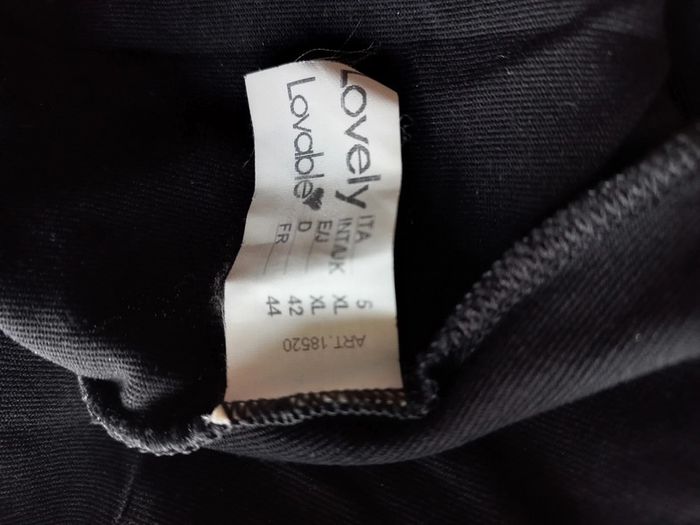 Lovely
Lovable
ITA 5
INT/UK XL
E/J XL
D 42
FR 44
ART.18520